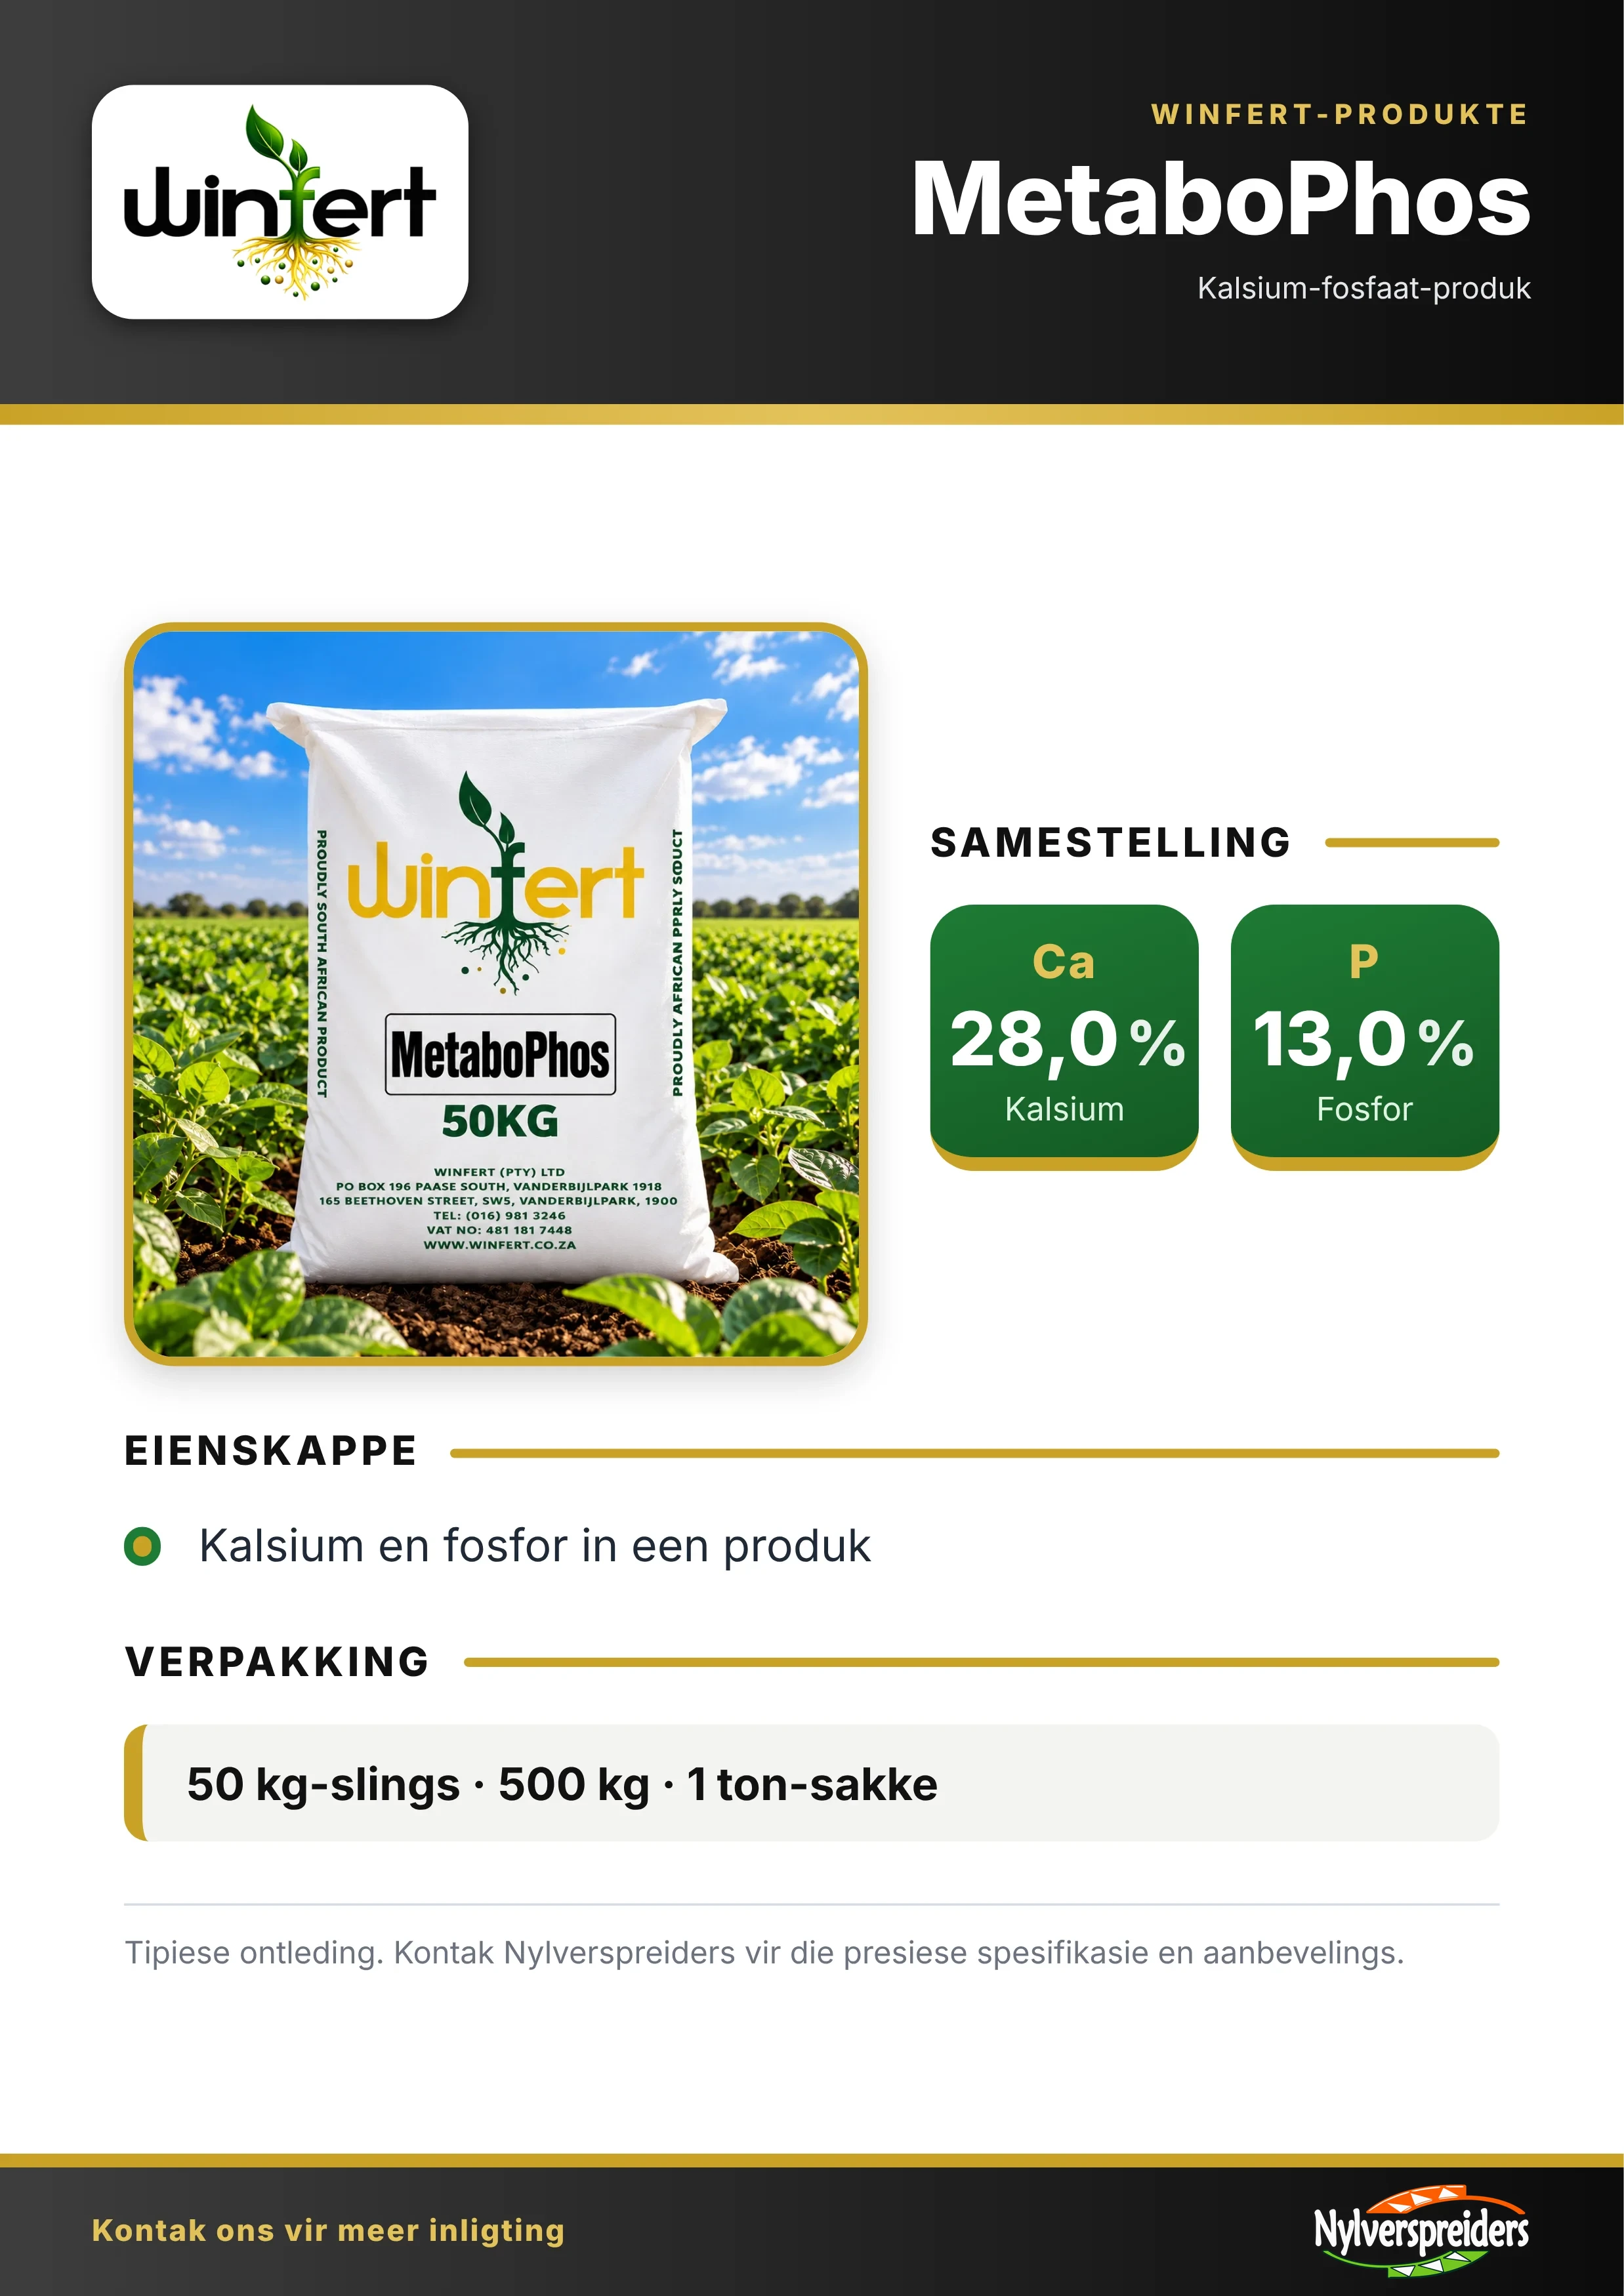 winfert
WINFERT-PRODUKTE
MetaboPhos
Kalsium-fosfaat-produk
PROUDLY SOUTH AFRICAN PRODUCT
winfert
MetaboPhos
50KG
WINFERT (PTY) LTD
PO BOX 196 PAASE SOUTH, VANDERBIJLPARK 1918
165 BEETHOVEN STREET, SW5, VANDERBIJLPARK, 1900
TEL: (016) 981 3246
VAT NO: 481 181 7448
WWW.WINFERT.CO.ZA
PROUDLY AFRICAN PPRLY
SAMESTELLING
Ca
28,0 %
Kalsium
P
13,0 %
Fosfor
EIENSKAPPE
Kalsium en fosfor in een produk
VERPAKKING
50 kg-slings · 500 kg · 1 ton-sakke
Tipiese ontleding. Kontak Nylverspreiders vir die presiese spesifikasie en aanbevelings.
Kontak ons vir meer inligting
Nylverspreiders